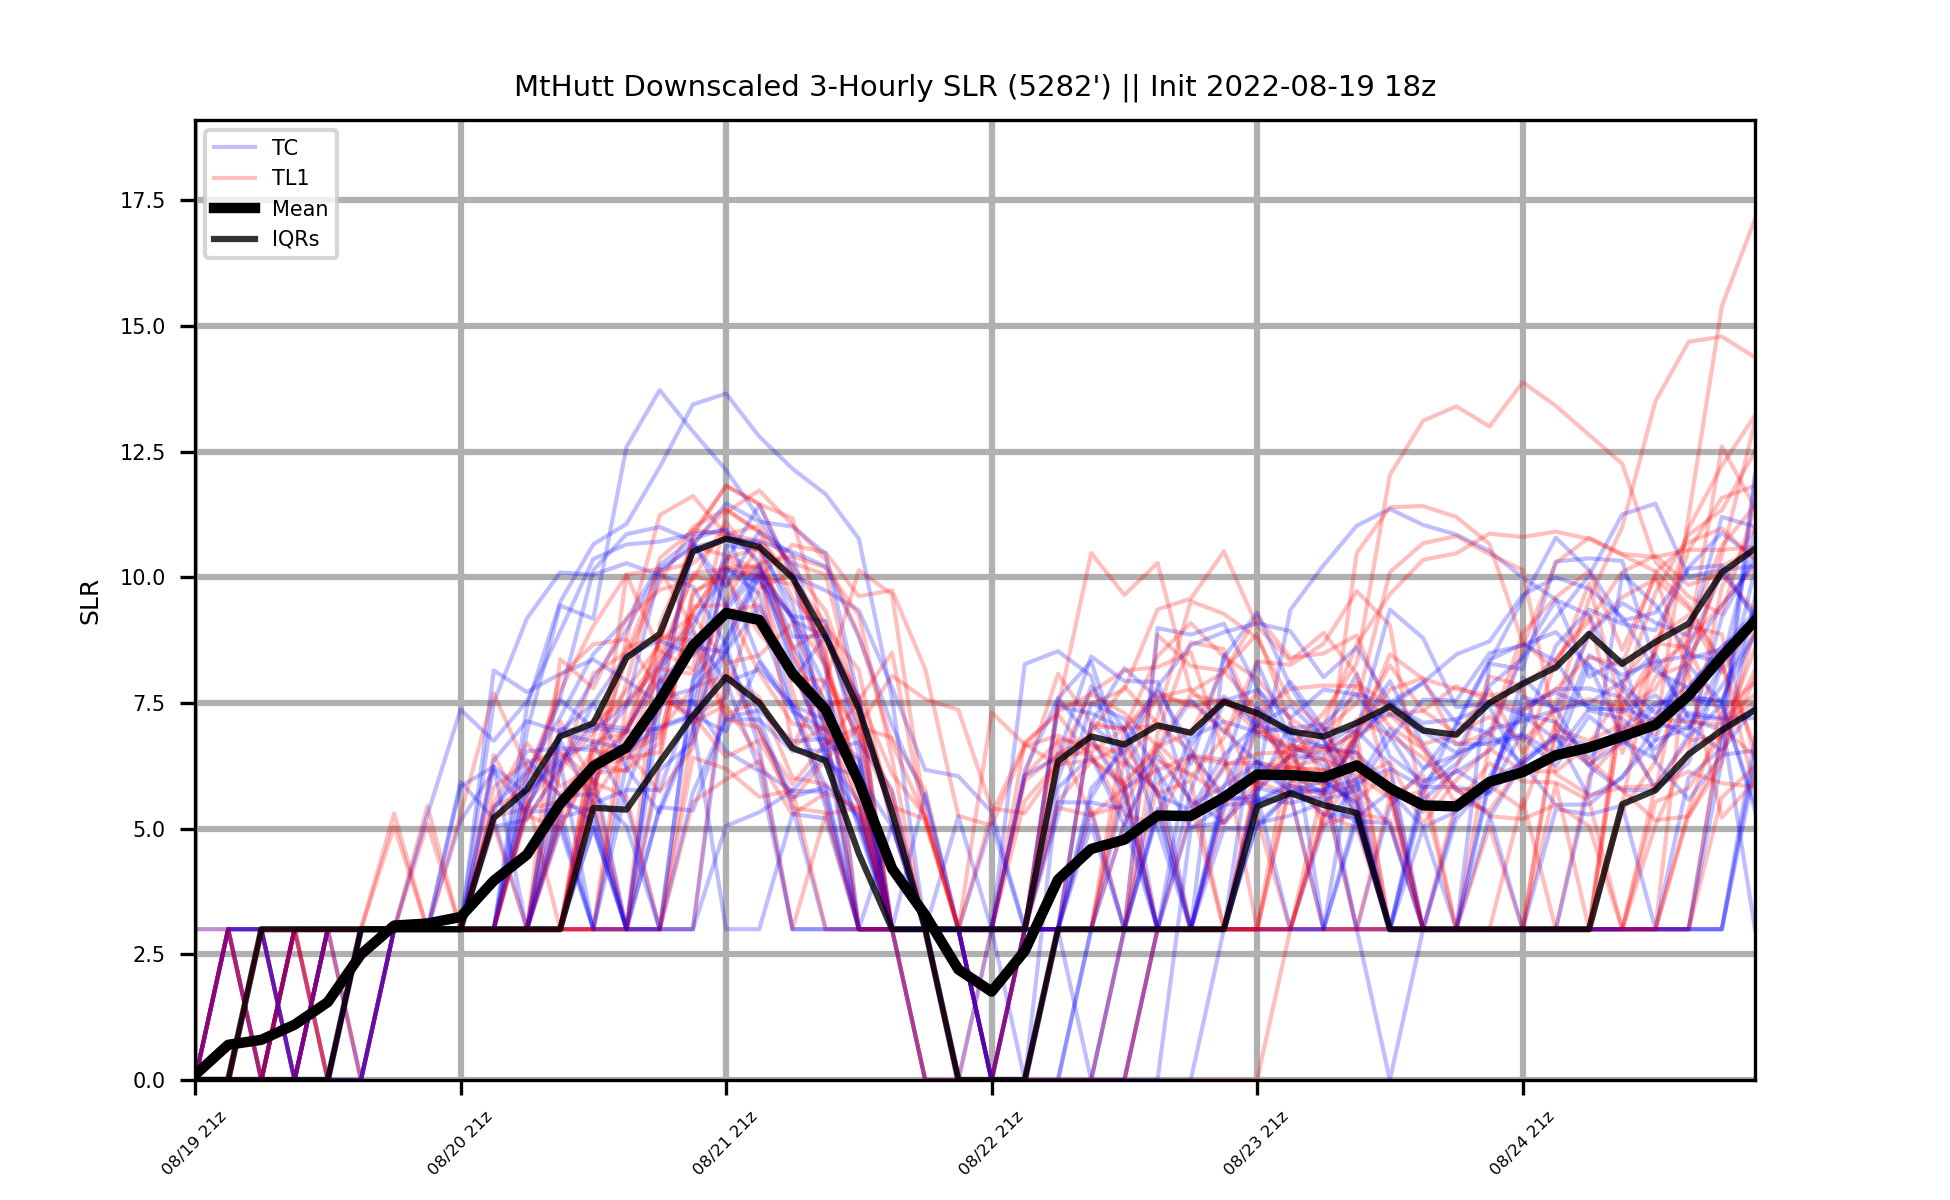 MtHutt Downscaled 3-Hourly SLR (5282') || Init 2022-08-19 18z
TC
TL1
Mean
IQRs
SLR
17.5
15.0
12.5
10.0
7.5
5.0
2.5
0.0
08/19 21z
08/20 21z
08/21 21z
08/22 21z
08/23 21z
08/24 21z